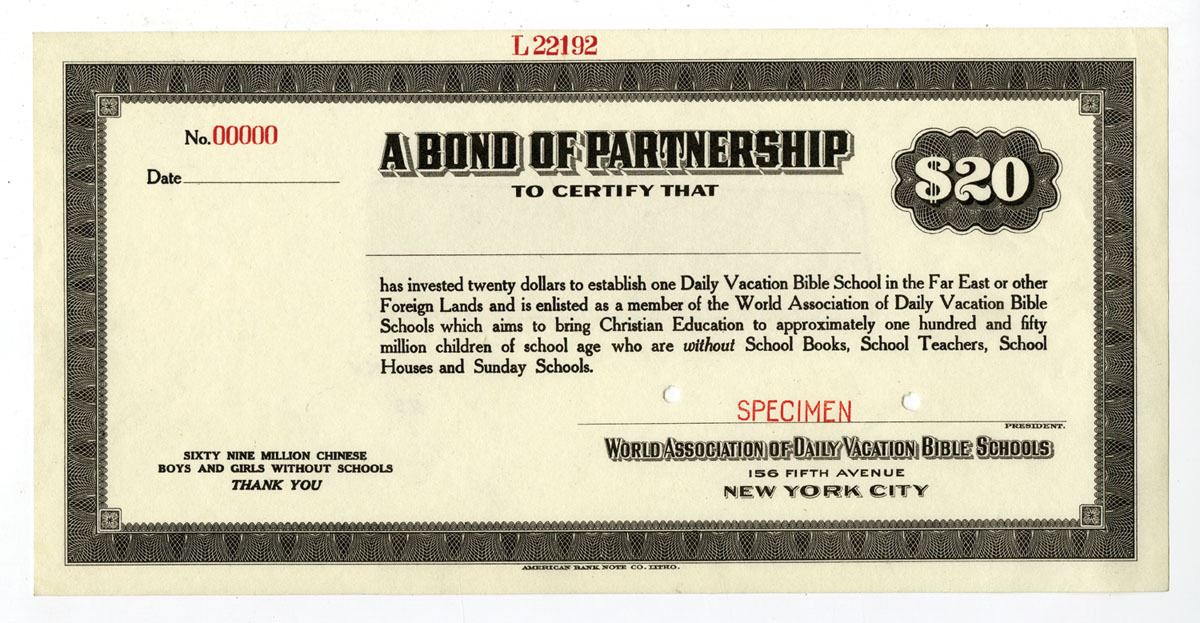 L 22192
No. 00000
Date
A BOND OF PARTNERSHIP
TO CERTIFY THAT
$20
has invested twenty dollars to establish one Daily Vacation Bible School in the Far East or other
Foreign Lands and is enlisted as a member of the World Association of Daily Vacation Bible
Schools which aims to bring Christian Education to approximately one hundred and fifty
million children of school age who are without School Books, School Teachers, School
Houses and Sunday Schools.
SPECIMEN
PRESIDENT.
WORLD ASSOCIATION OF DAILY VACATION BIBLE SCHOOLS
156 FIFTH AVENUE
NEW YORK CITY
SIXTY NINE MILLION CHINESE
BOYS AND GIRLS WITHOUT SCHOOLS
THANK YOU
AMERICAN BANK NOTE CO. LITHO.